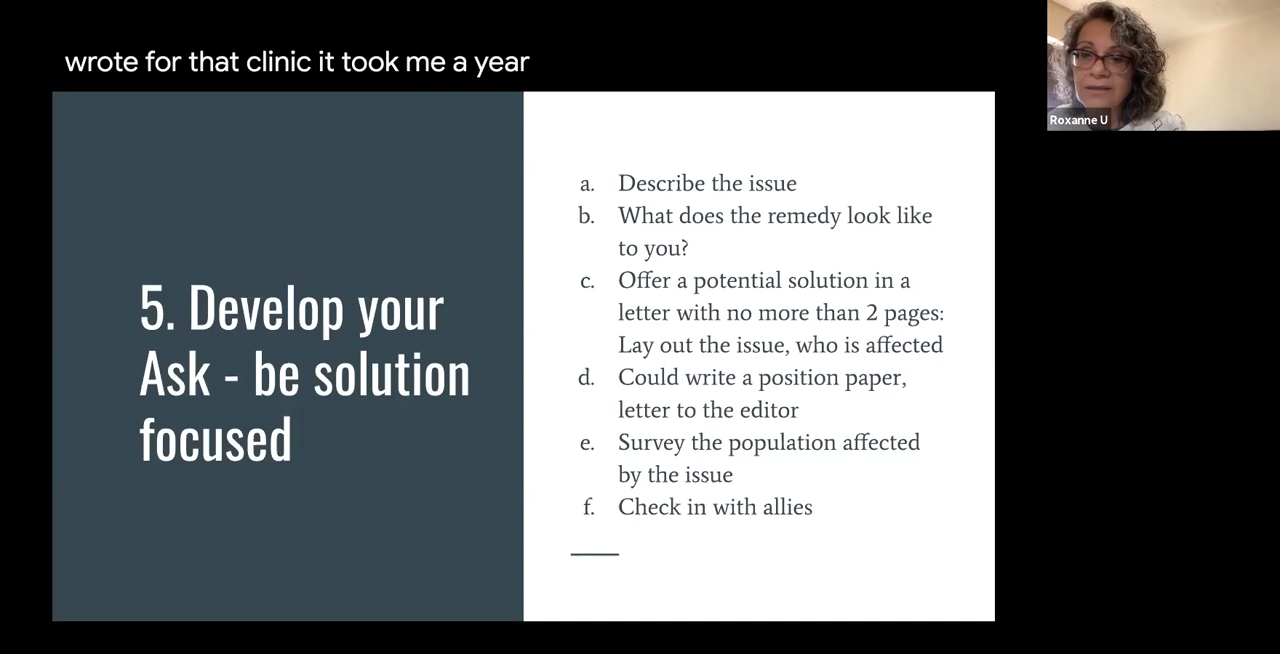 wrote for that clinic it took me a year
Roxanne U
5. Develop your
Ask - be solution
focused
a. Describe the issue
b. What does the remedy look like
to you?
c. Offer a potential solution in a
letter with no more than 2 pages:
Lay out the issue, who is affected
d. Could write a position paper,
letter to the editor
e. Survey the population affected
by the issue
f. Check in with allies